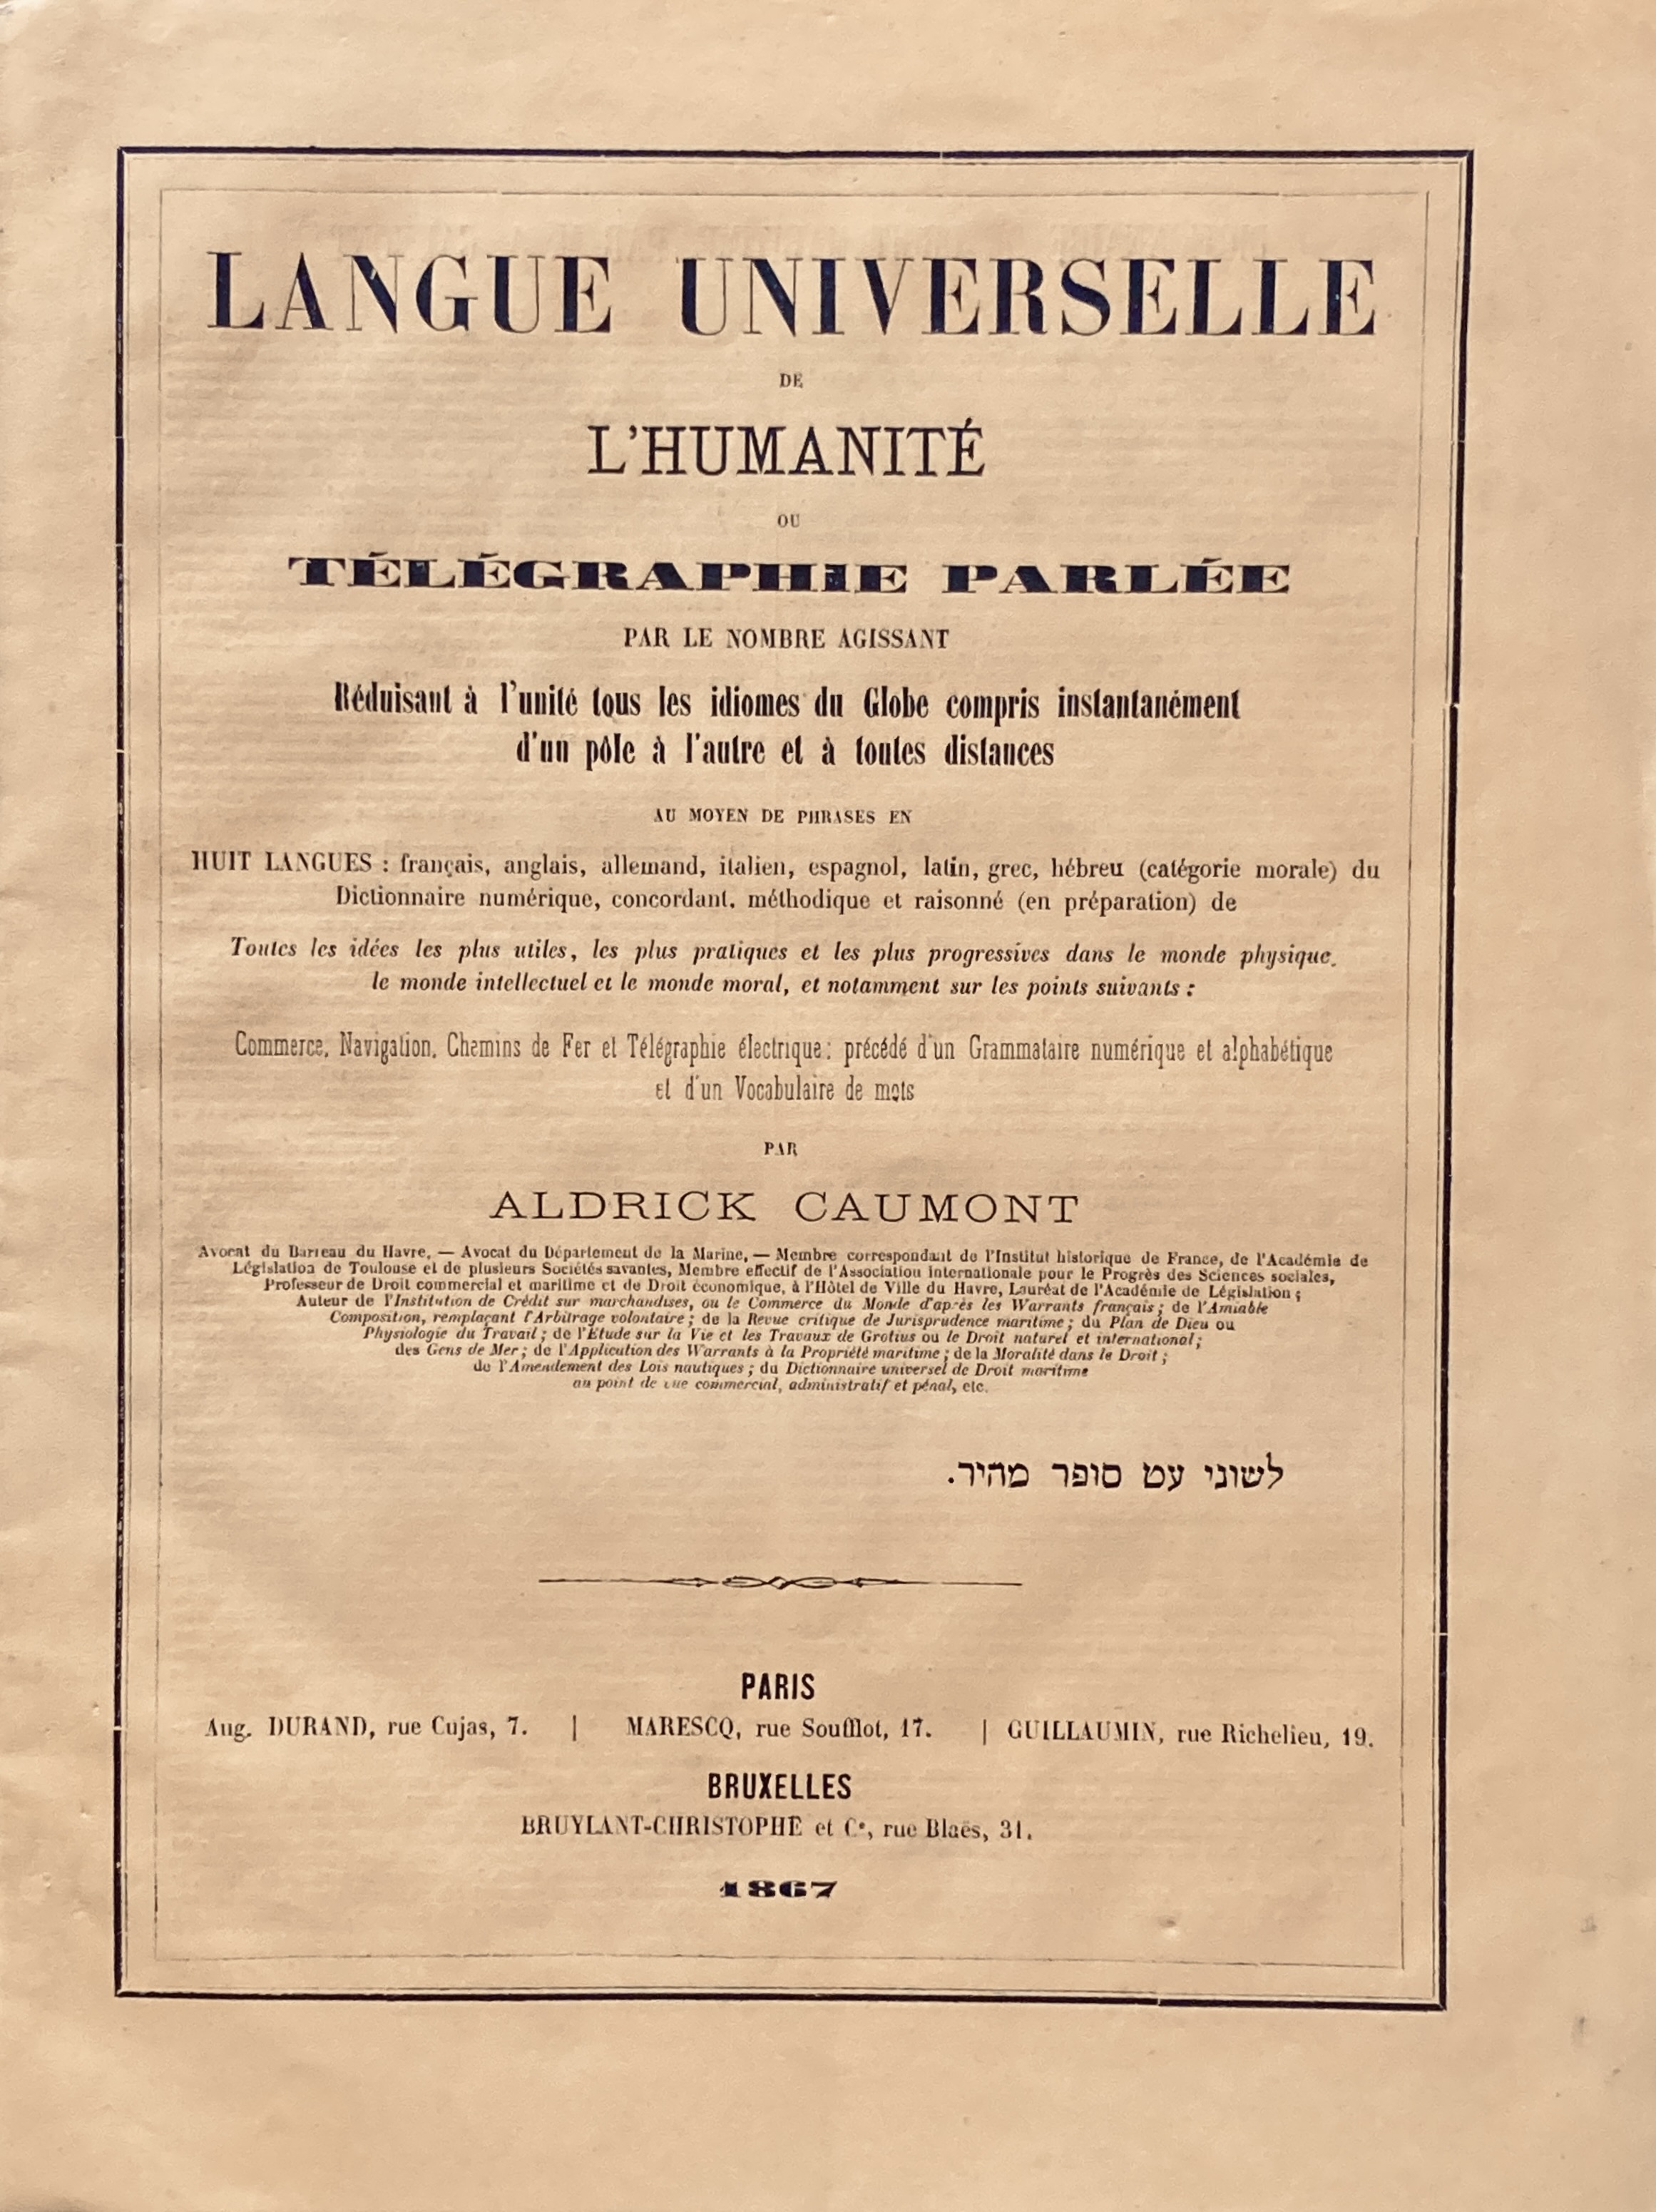 LANGUE UNIVERSELLE
DE
L'HUMANITÉ
OU
TÉLÉGRAPHIE PARLÉE
PAR LE NOMBRE AGISSANT
Réduisant à l'unité tous les idiomes du Globe compris instantanément
d'un pôle à l'autre et à toutes distances
AU MOYEN DE PHRASES EN
HUIT LANGUES : français, anglais, allemand, italien, espagnol, latin, grec, hébreu (catégorie morale) du
Dictionnaire numérique, concordant. méthodique et raisonné (en préparation) de
Toutes les idées les plus utiles, les plus pratiques et les plus progressives dans le monde physique.
le monde intellectuel et le monde moral, et notamment sur les points suivants :
Commerce, Navigation, Chemins de Fer et Télégraphie électrique; précédé d'un Grammataire numérique et alphabétique
et d'un Vocabulaire de mots
PAR
ALDRICK CAUMONT
Avocat du Barreau du Havre, — Avocat du Département de la Marine, — Membre correspondant de l'Institut historique de France, de l'Académie de
Législation de Toulouse et de plusieurs Sociétés savantes, Membre effectif de l'Association internationale pour le Progrès des Sciences sociales,
Professeur de Droit commercial et maritime et de Droit économique, à l'Hôtel de Ville du Havre, Lauréat de l'Académie de Législation ;
Auteur de l'Institution de Crédit sur marchandises, ou le Commerce du Monde d'après les Warrants français ; de l'Amiable
Composition, remplaçant l'Arbitrage volontaire ; de la Revue critique de Jurisprudence maritime ; du Plan de Dieu ou
Physiologie du Travail ; de l'Étude sur la Vie et les Travaux de Grotius ou le Droit naturel et international ;
des Gens de Mer ; de l'Application des Warrants à la Propriété maritime ; de la Moralité dans le Droit ;
de l'Amendement des Lois nautiques ; du Dictionnaire universel de Droit maritime
au point de vue commercial, administratif et pénal, etc.
לשוני עט סופר מהיר.
PARIS
Aug. DURAND, rue Cujas, 7. | MARESCQ, rue Soufflot, 17. | GUILLAUMIN, rue Richelieu, 19.
BRUXELLES
BRUYLANT-CHRISTOPHE et Cᵉ, rue Blaës, 31.
1867